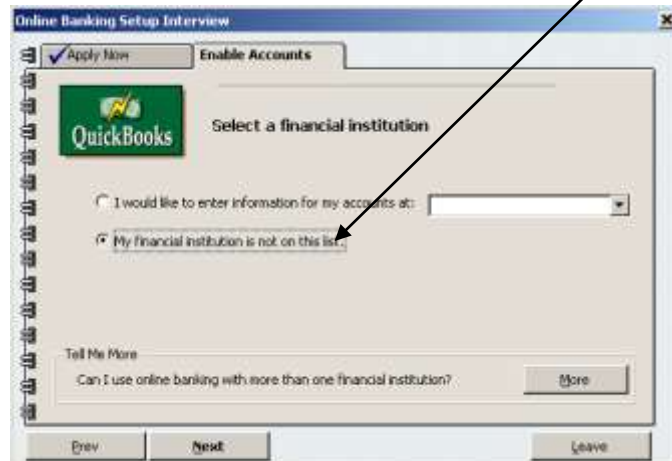 Online Banking Setup Interview
Apply Now
Enable Accounts
QuickBooks
Select a financial institution
I would like to enter information for my accounts at:
My financial institution is not on this list.
Tell Me More
Can I use online banking with more than one financial institution?
More
Prev
Next
Leave